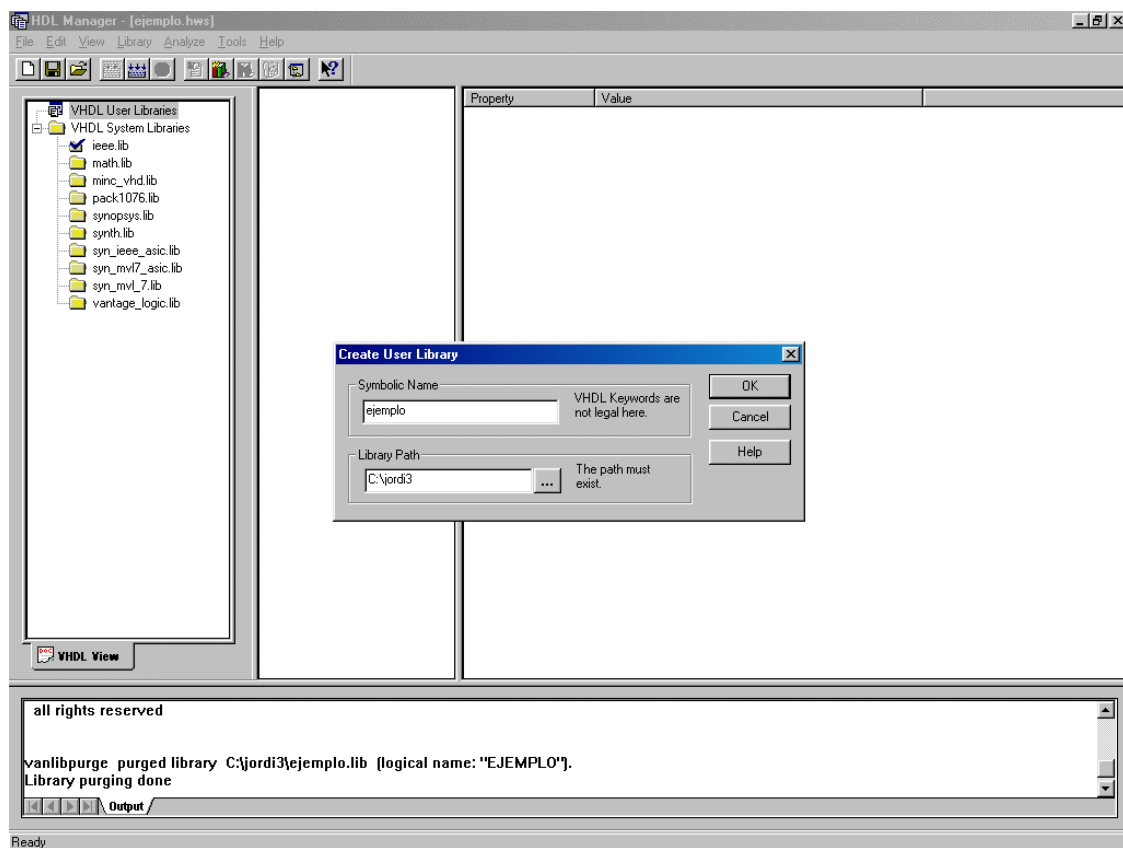 HDL Manager - [ejemplo.hws]
File Edit View Library Analyze Tools Help
VHDL User Libraries
VHDL System Libraries
ieee.lib
math.lib
minc_vhd.lib
pack1076.lib
synopsys.lib
synth.lib
syn_ieee_asic.lib
syn_mvl7_asic.lib
syn_mvl_7.lib
vantage_logic.lib
VHDL View
Property Value
Create User Library
Symbolic Name
ejemplo
VHDL Keywords are
not legal here.
Library Path
C:\jordi3
...
The path must
exist.
OK
Cancel
Help
all rights reserved
vanlibpurge purged library C:\jordi3\ejemplo.lib (logical name: "EJEMPLO").
Library purging done
Output
Ready